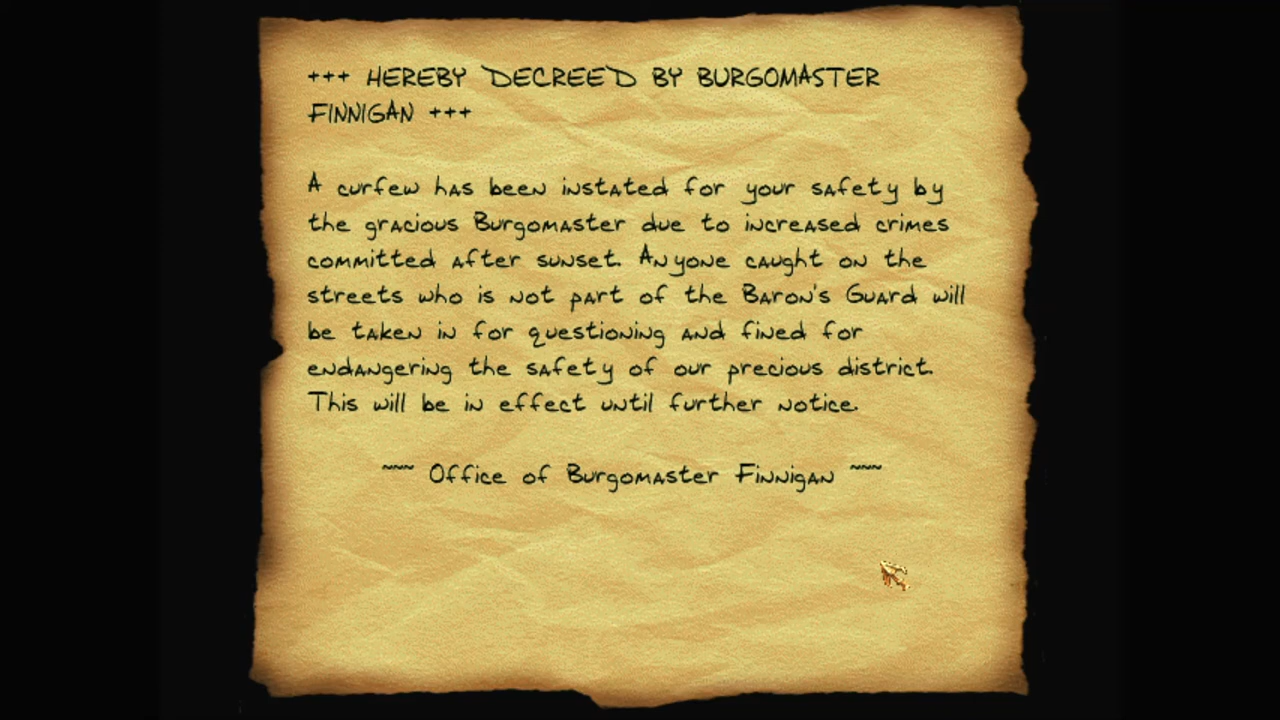 +++ HEREBY DECREED BY BURGOMASTER
FINNIGAN +++
A curfew has been instated for your safety by
the gracious Burgomaster due to increased crimes
committed after sunset. Anyone caught on the
streets who is not part of the Baron's Guard will
be taken in for questioning and fined for
endangering the safety of our precious district.
This will be in effect until further notice.
~~~ Office of Burgomaster Finnigan ~~~